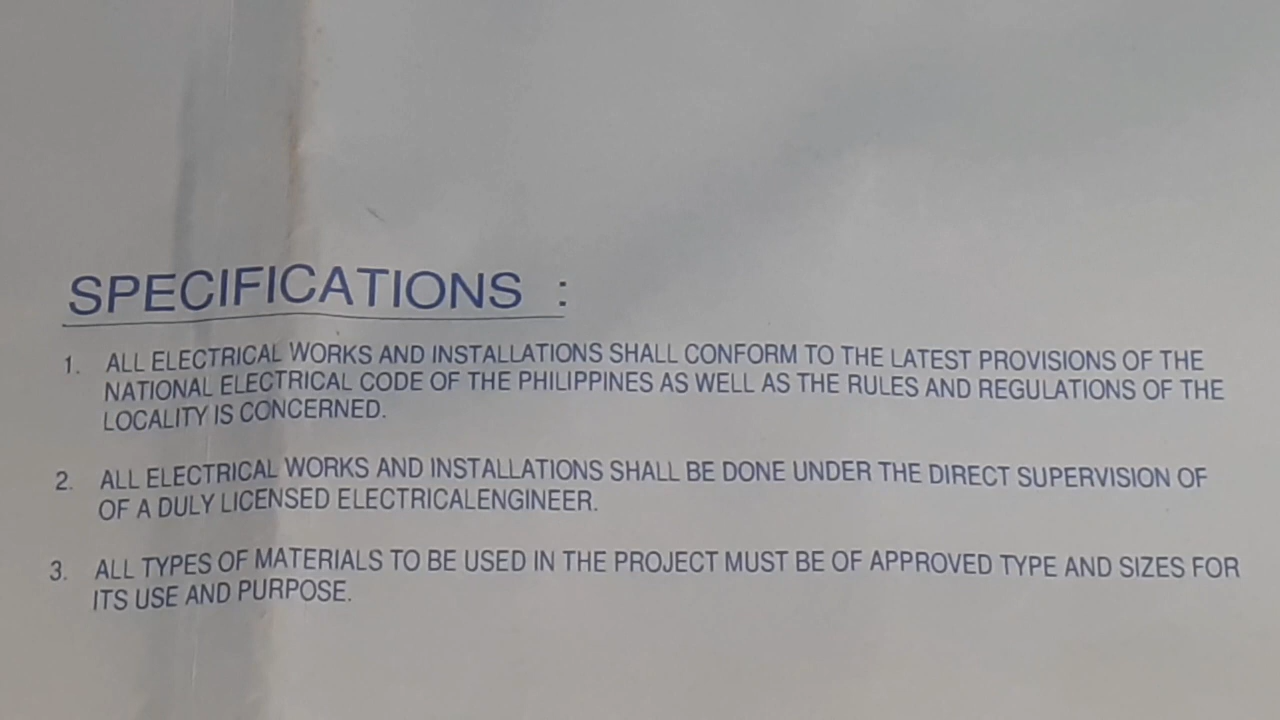 SPECIFICATIONS :
1. ALL ELECTRICAL WORKS AND INSTALLATIONS SHALL CONFORM TO THE LATEST PROVISIONS OF THE
NATIONAL ELECTRICAL CODE OF THE PHILIPPINES AS WELL AS THE RULES AND REGULATIONS OF THE
LOCALITY IS CONCERNED.
2. ALL ELECTRICAL WORKS AND INSTALLATIONS SHALL BE DONE UNDER THE DIRECT SUPERVISION OF
OF A DULY LICENSED ELECTRICALENGINEER.
3. ALL TYPES OF MATERIALS TO BE USED IN THE PROJECT MUST BE OF APPROVED TYPE AND SIZES FOR
ITS USE AND PURPOSE.